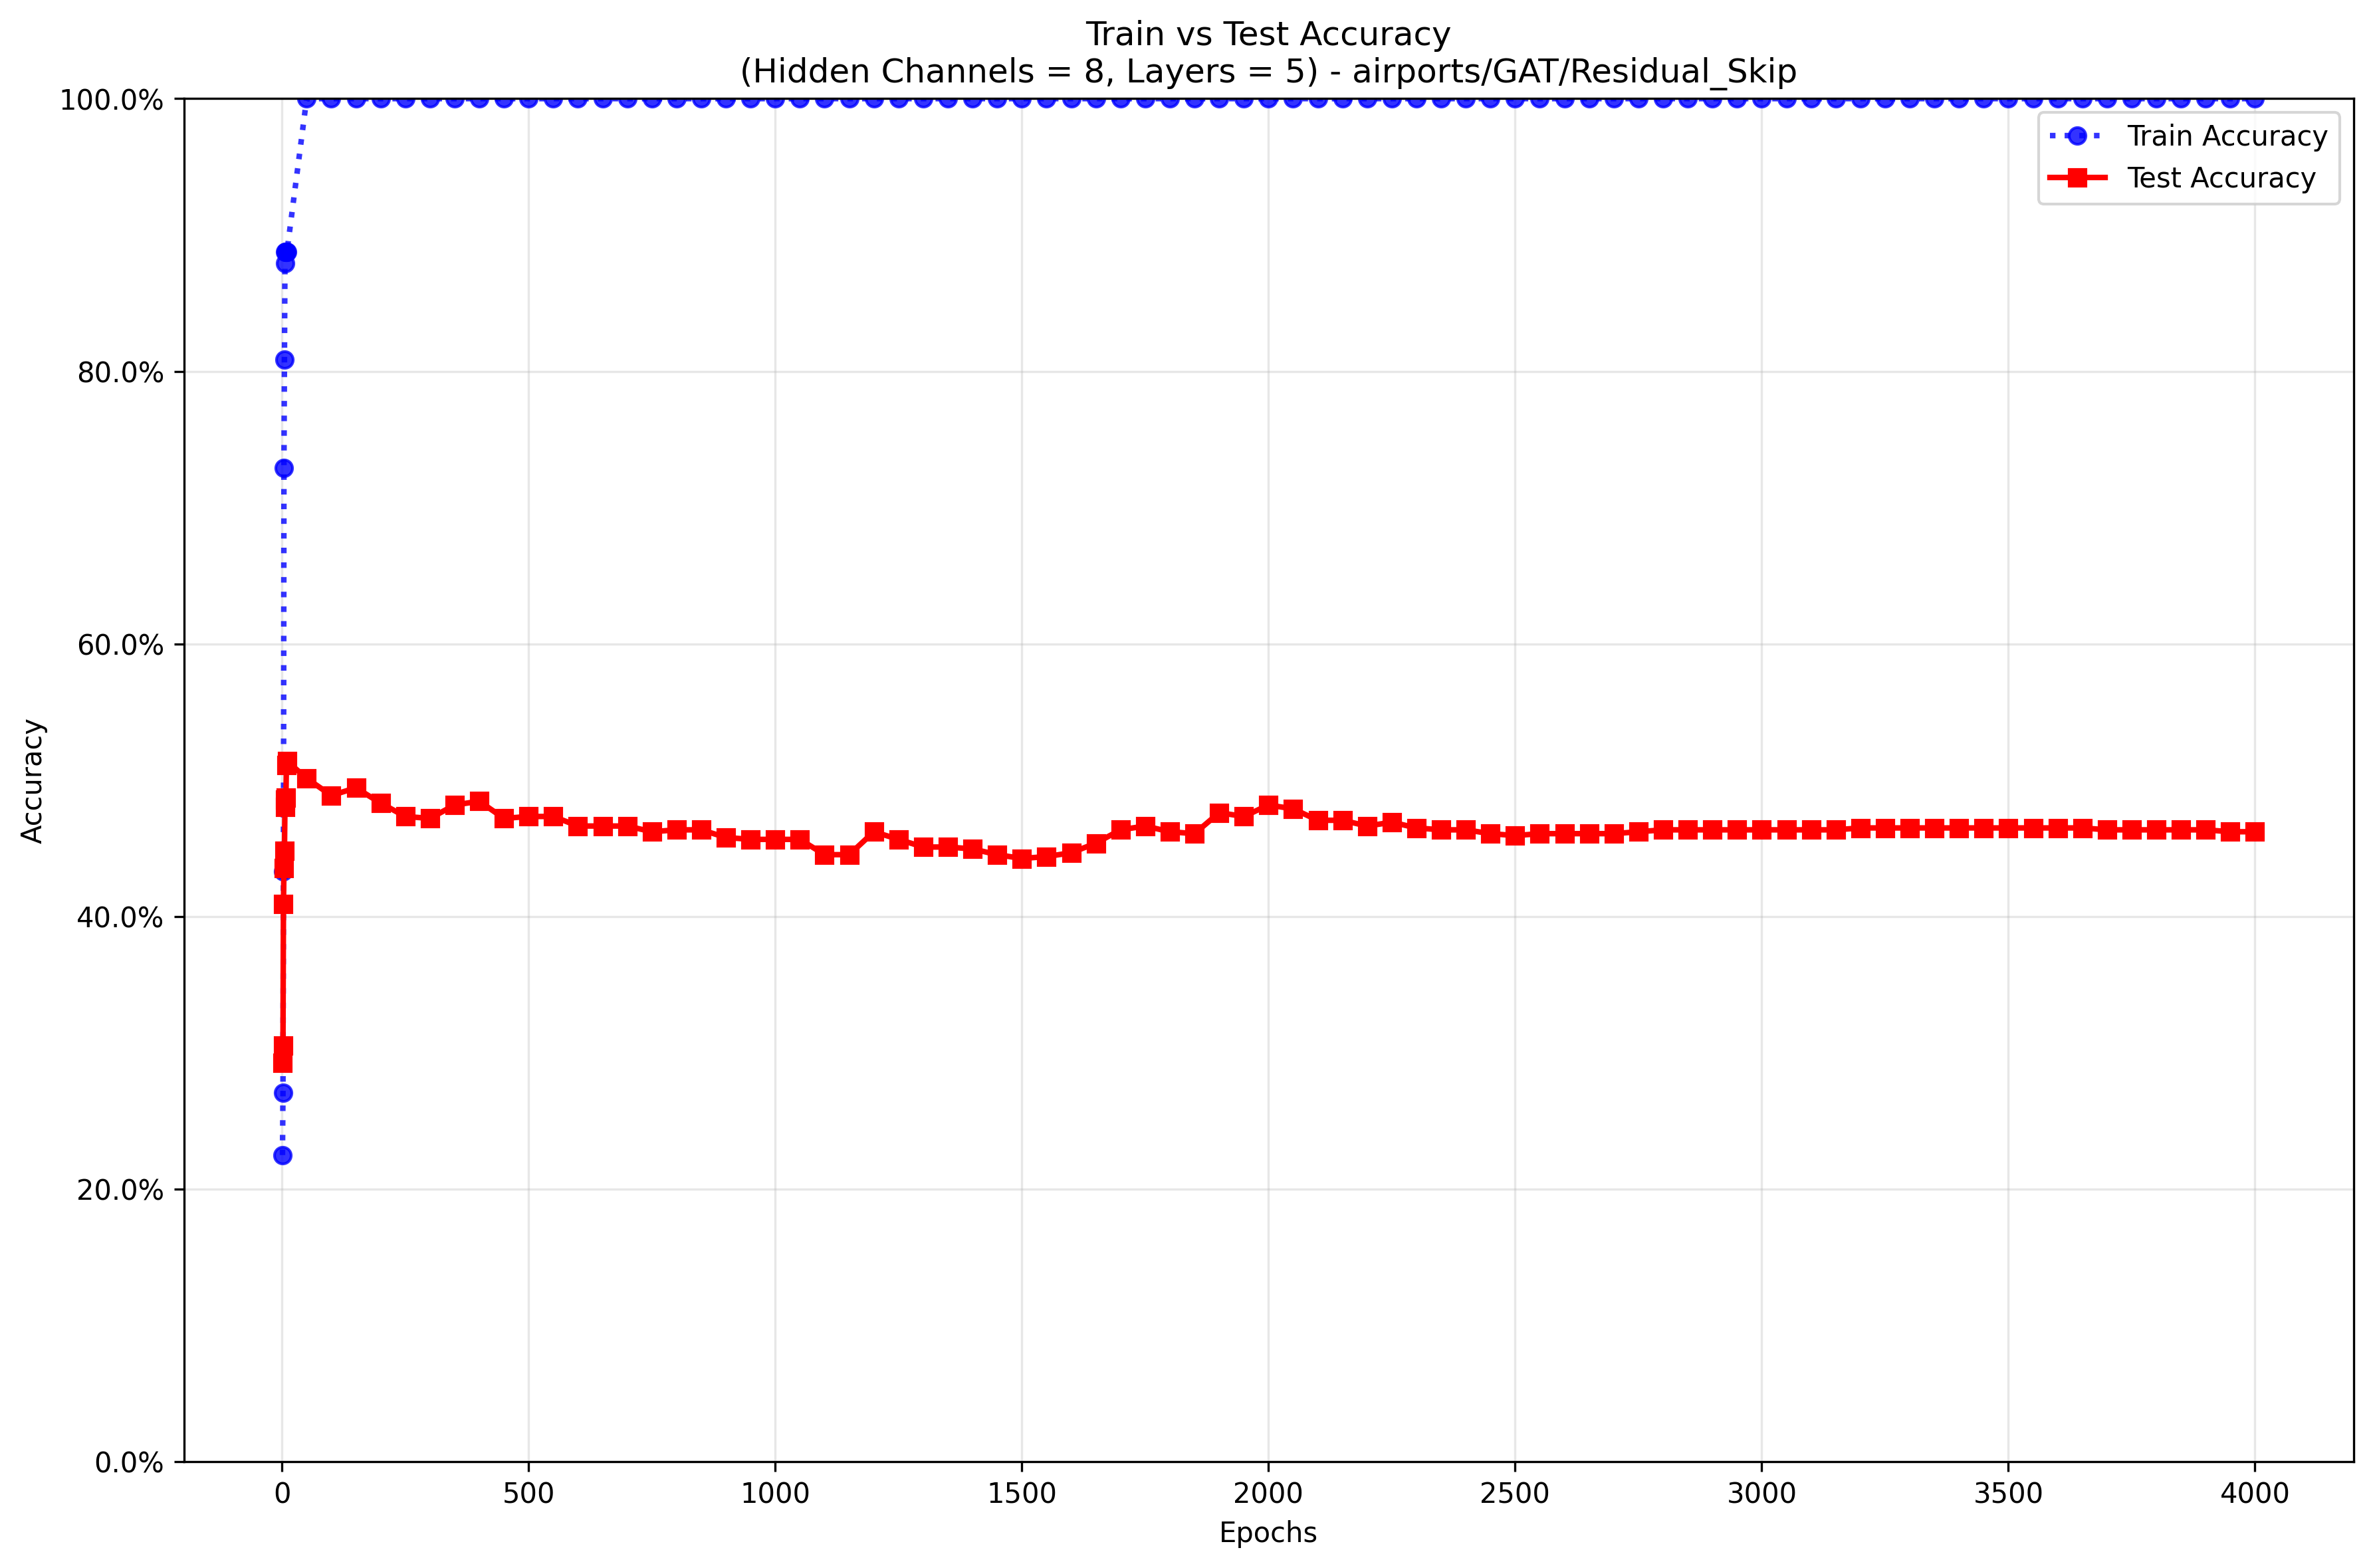 Train vs Test Accuracy
(Hidden Channels = 8, Layers = 5) - airports/GAT/Residual_Skip
100.0%
80.0%
60.0%
40.0%
20.0%
0.0%
Accuracy
Train Accuracy
Test Accuracy
0 500 1000 1500 2000 2500 3000 3500 4000
Epochs